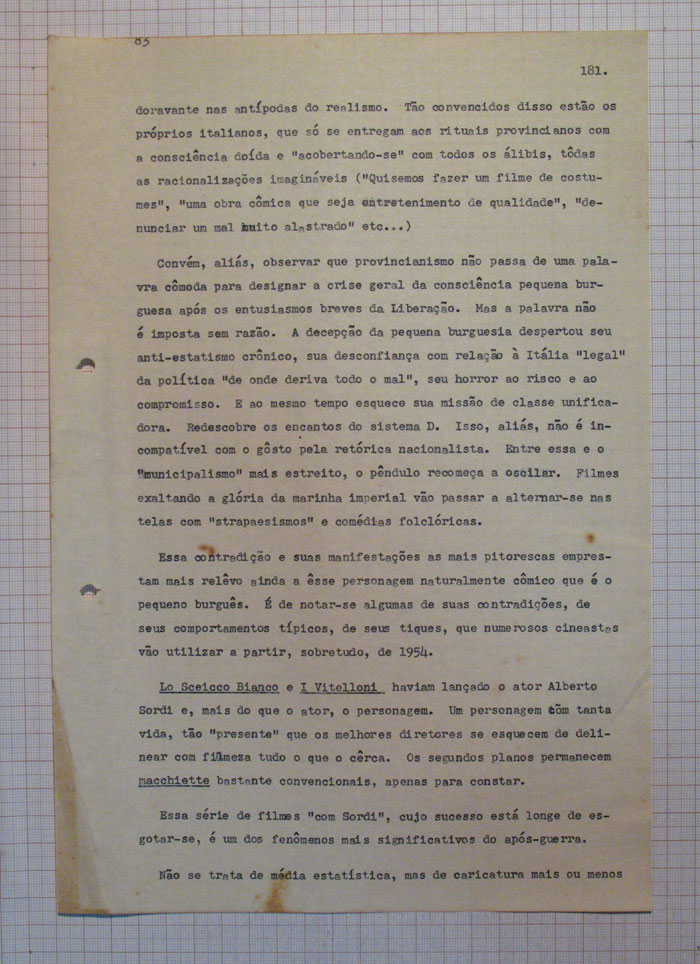 83
181.
doravante nas antípodas do realismo. Tão convencidos disso estão os
próprios italianos, que só se entregam aos rituais provincianos com
a consciência doída e "acobertando-se" com todos os álibis, tôdas
as racionalizações imagináveis ("Quisemos fazer um filme de costu-
mes", "uma obra cômica que seja entretenimento de qualidade", "de-
nunciar um mal muito alastrado" etc...)
Convém, aliás, observar que provincianismo não passa de uma pala-
vra cômoda para designar a crise geral da consciência pequena bur-
guesa após os entusiasmos breves da Liberação. Mas a palavra não
é imposta sem razão. A decepção da pequena burguesia despertou seu
anti-estatismo crônico, sua desconfiança com relação à Itália "legal"
da política "de onde deriva todo o mal", seu horror ao risco e ao
compromisso. E ao mesmo tempo esquece sua missão de classe unifica-
dora. Redescobre os encantos do sistema D. Isso, aliás, não é in-
compatível com o gôsto pela retórica nacionalista. Entre essa e o
"municipalismo" mais estreito, o pêndulo recomeça a oscilar. Filmes
exaltando a glória da marinha imperial vão passar a alternar-se nas
telas com "strapaesismos" e comédias folclóricas.
Essa contradição e suas manifestações as mais pitorescas empres-
tam mais relêvo ainda a êsse personagem naturalmente cômico que é o
pequeno burguês. É de notar-se algumas de suas contradições, de
seus comportamentos típicos, de seus tiques, que numerosos cineastas
vão utilizar a partir, sobretudo, de 1954.
Lo Sceicco Bianco e I Vitelloni haviam lançado o ator Alberto
Sordi e, mais do que o ator, o personagem. Um personagem com tanta
vida, tão "presente" que os melhores diretores se esquecem de deli-
near com firmeza tudo o que o cêrca. Os segundos planos permanecem
macchiette bastante convencionais, apenas para constar.
Essa série de filmes "com Sordi", cujo sucesso está longe de es-
gotar-se, é um dos fenômenos mais significativos do após-guerra.
Não se trata de média estatística, mas de caricatura mais ou menos